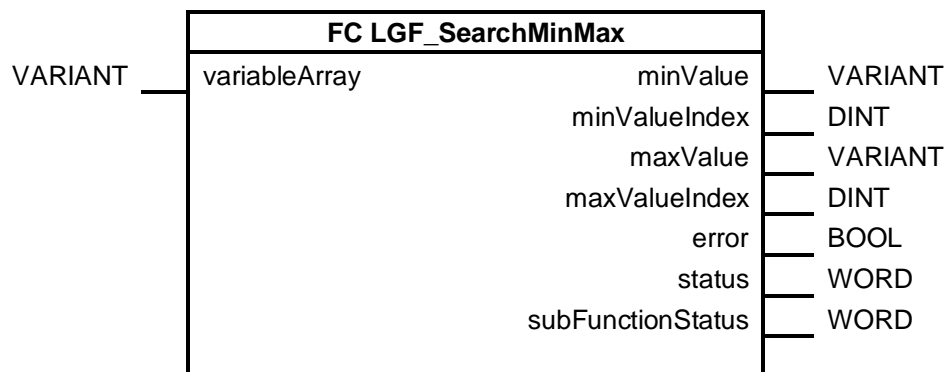 FC LGF_SearchMinMax
VARIANT variableArray minValue VARIANT
minValueIndex DINT
maxValue VARIANT
maxValueIndex DINT
error BOOL
status WORD
subFunctionStatus WORD